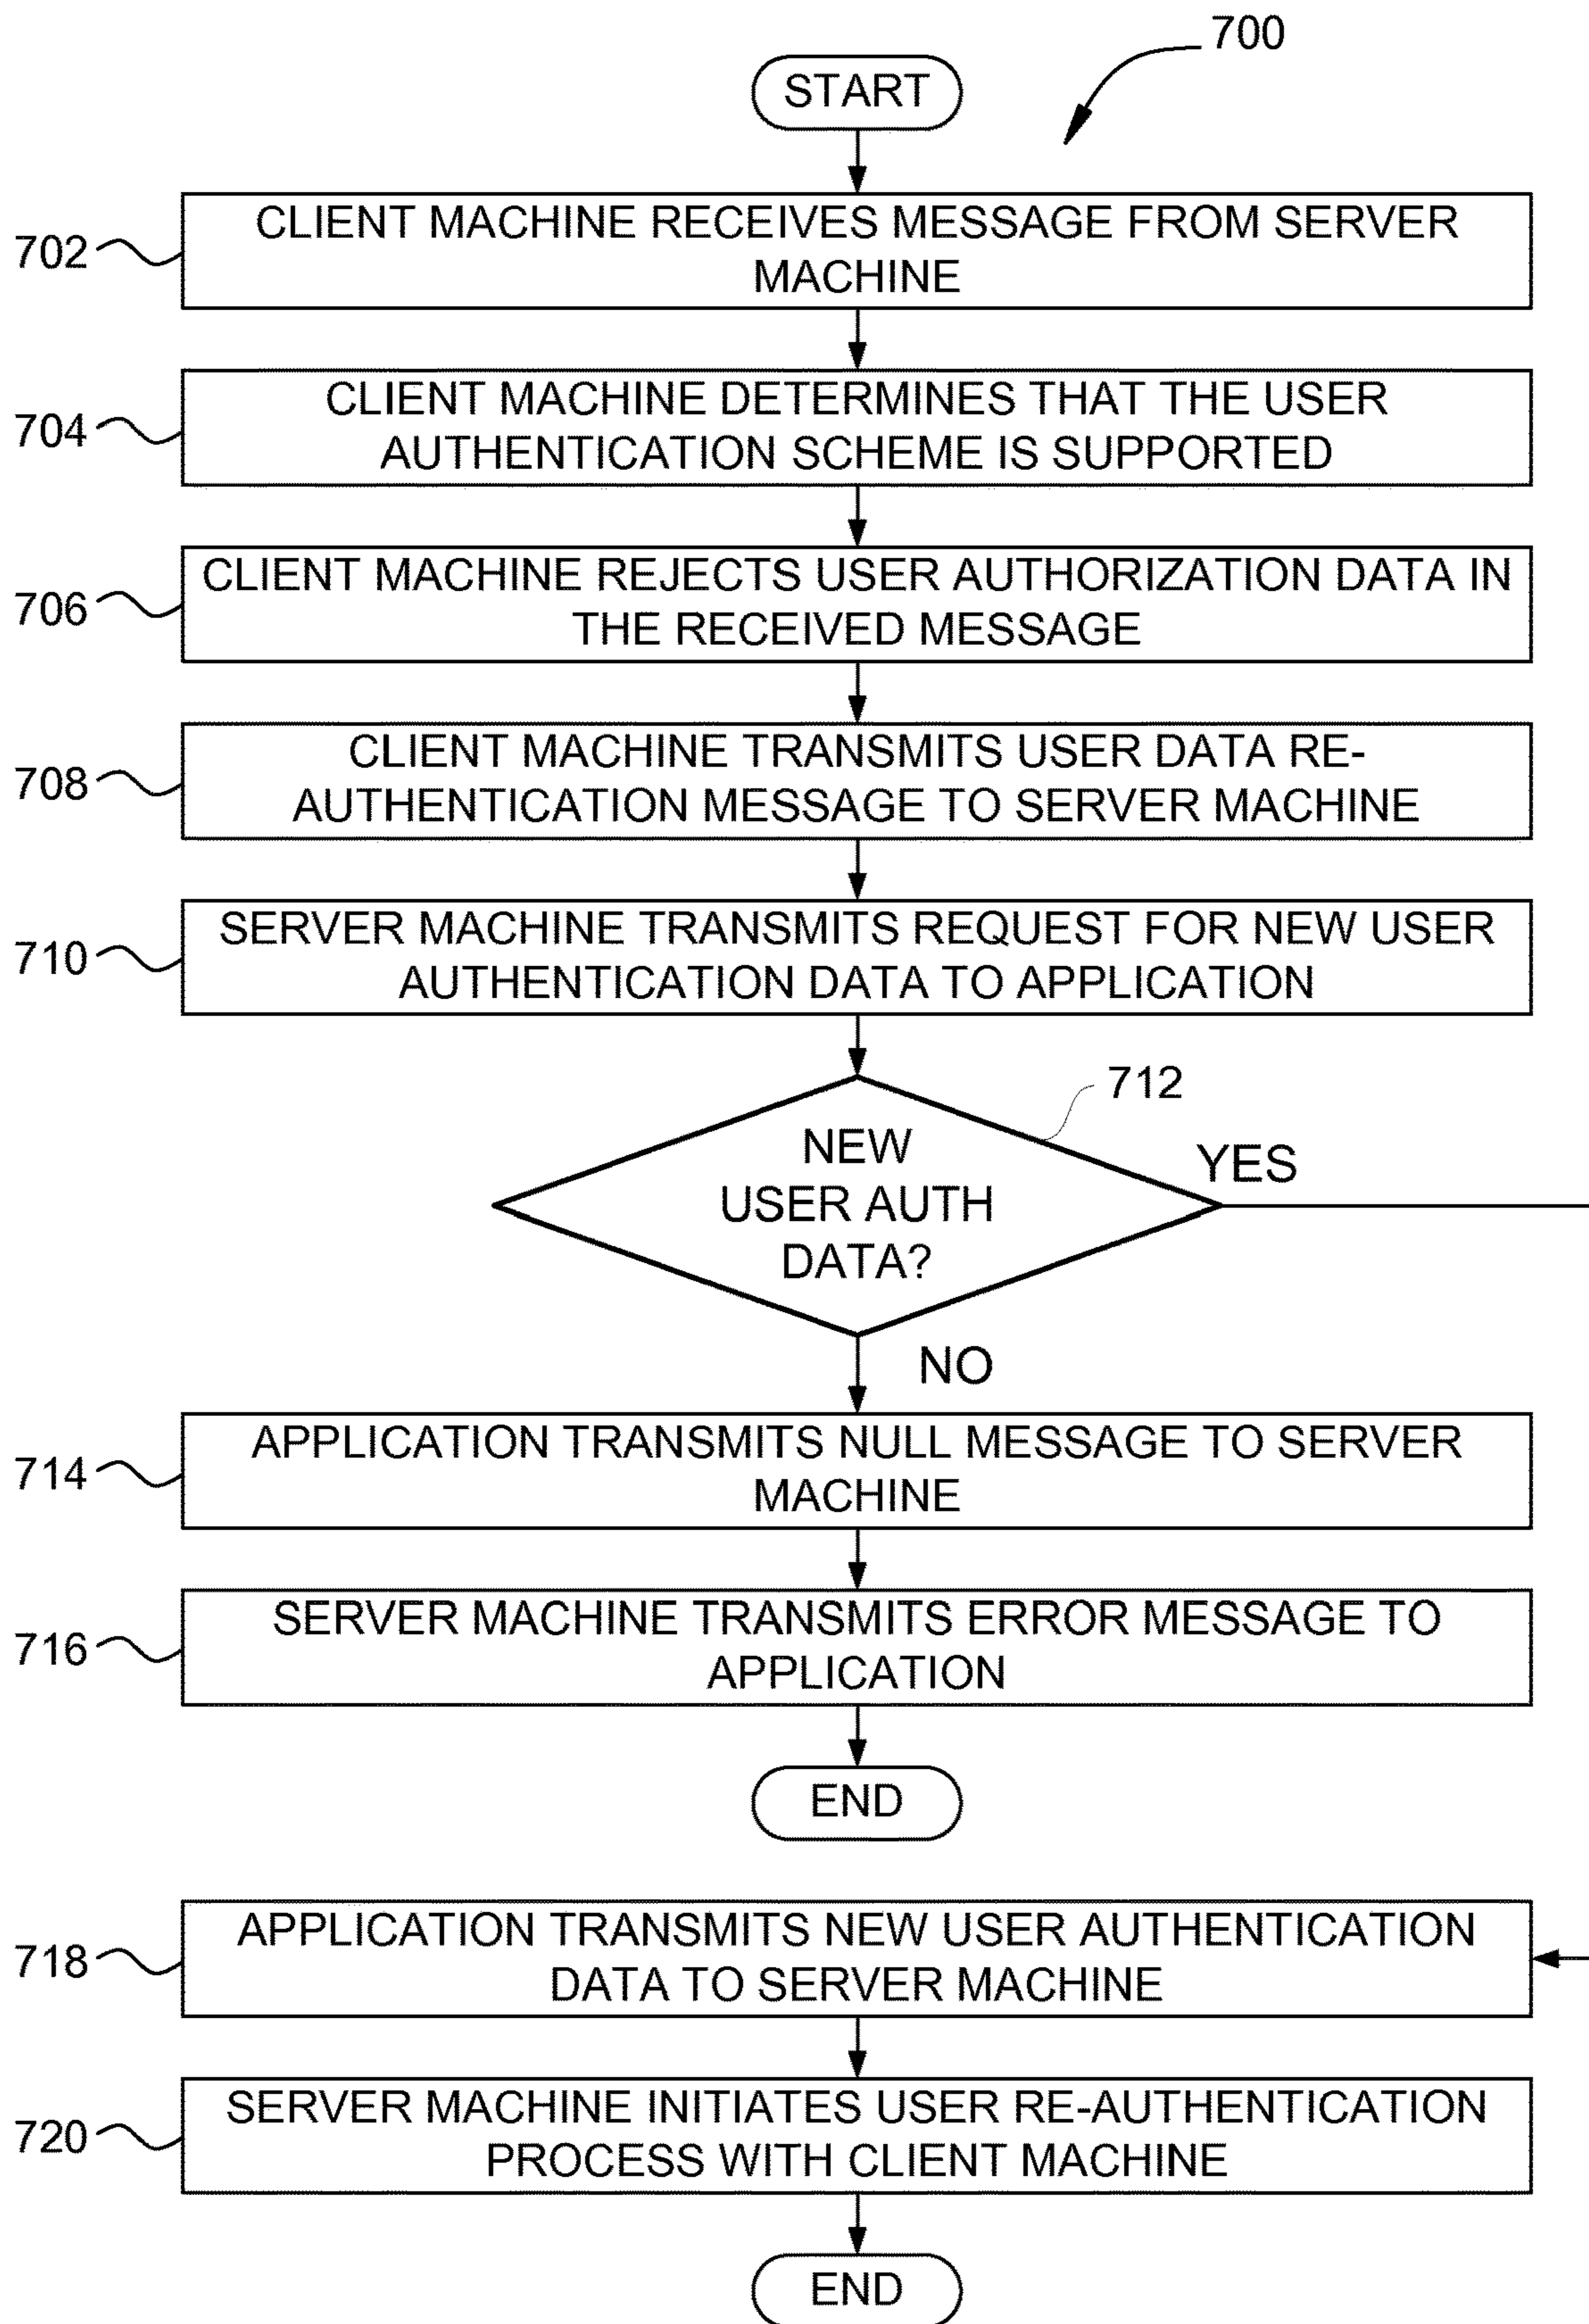 700
START
702
CLIENT MACHINE RECEIVES MESSAGE FROM SERVER
MACHINE
704
CLIENT MACHINE DETERMINES THAT THE USER
AUTHENTICATION SCHEME IS SUPPORTED
706
CLIENT MACHINE REJECTS USER AUTHORIZATION DATA IN
THE RECEIVED MESSAGE
708
CLIENT MACHINE TRANSMITS USER DATA RE-
AUTHENTICATION MESSAGE TO SERVER MACHINE
710
SERVER MACHINE TRANSMITS REQUEST FOR NEW USER
AUTHENTICATION DATA TO APPLICATION
712
NEW
USER AUTH
DATA?
YES
NO
714
APPLICATION TRANSMITS NULL MESSAGE TO SERVER
MACHINE
716
SERVER MACHINE TRANSMITS ERROR MESSAGE TO
APPLICATION
END
718
APPLICATION TRANSMITS NEW USER AUTHENTICATION
DATA TO SERVER MACHINE
720
SERVER MACHINE INITIATES USER RE-AUTHENTICATION
PROCESS WITH CLIENT MACHINE
END